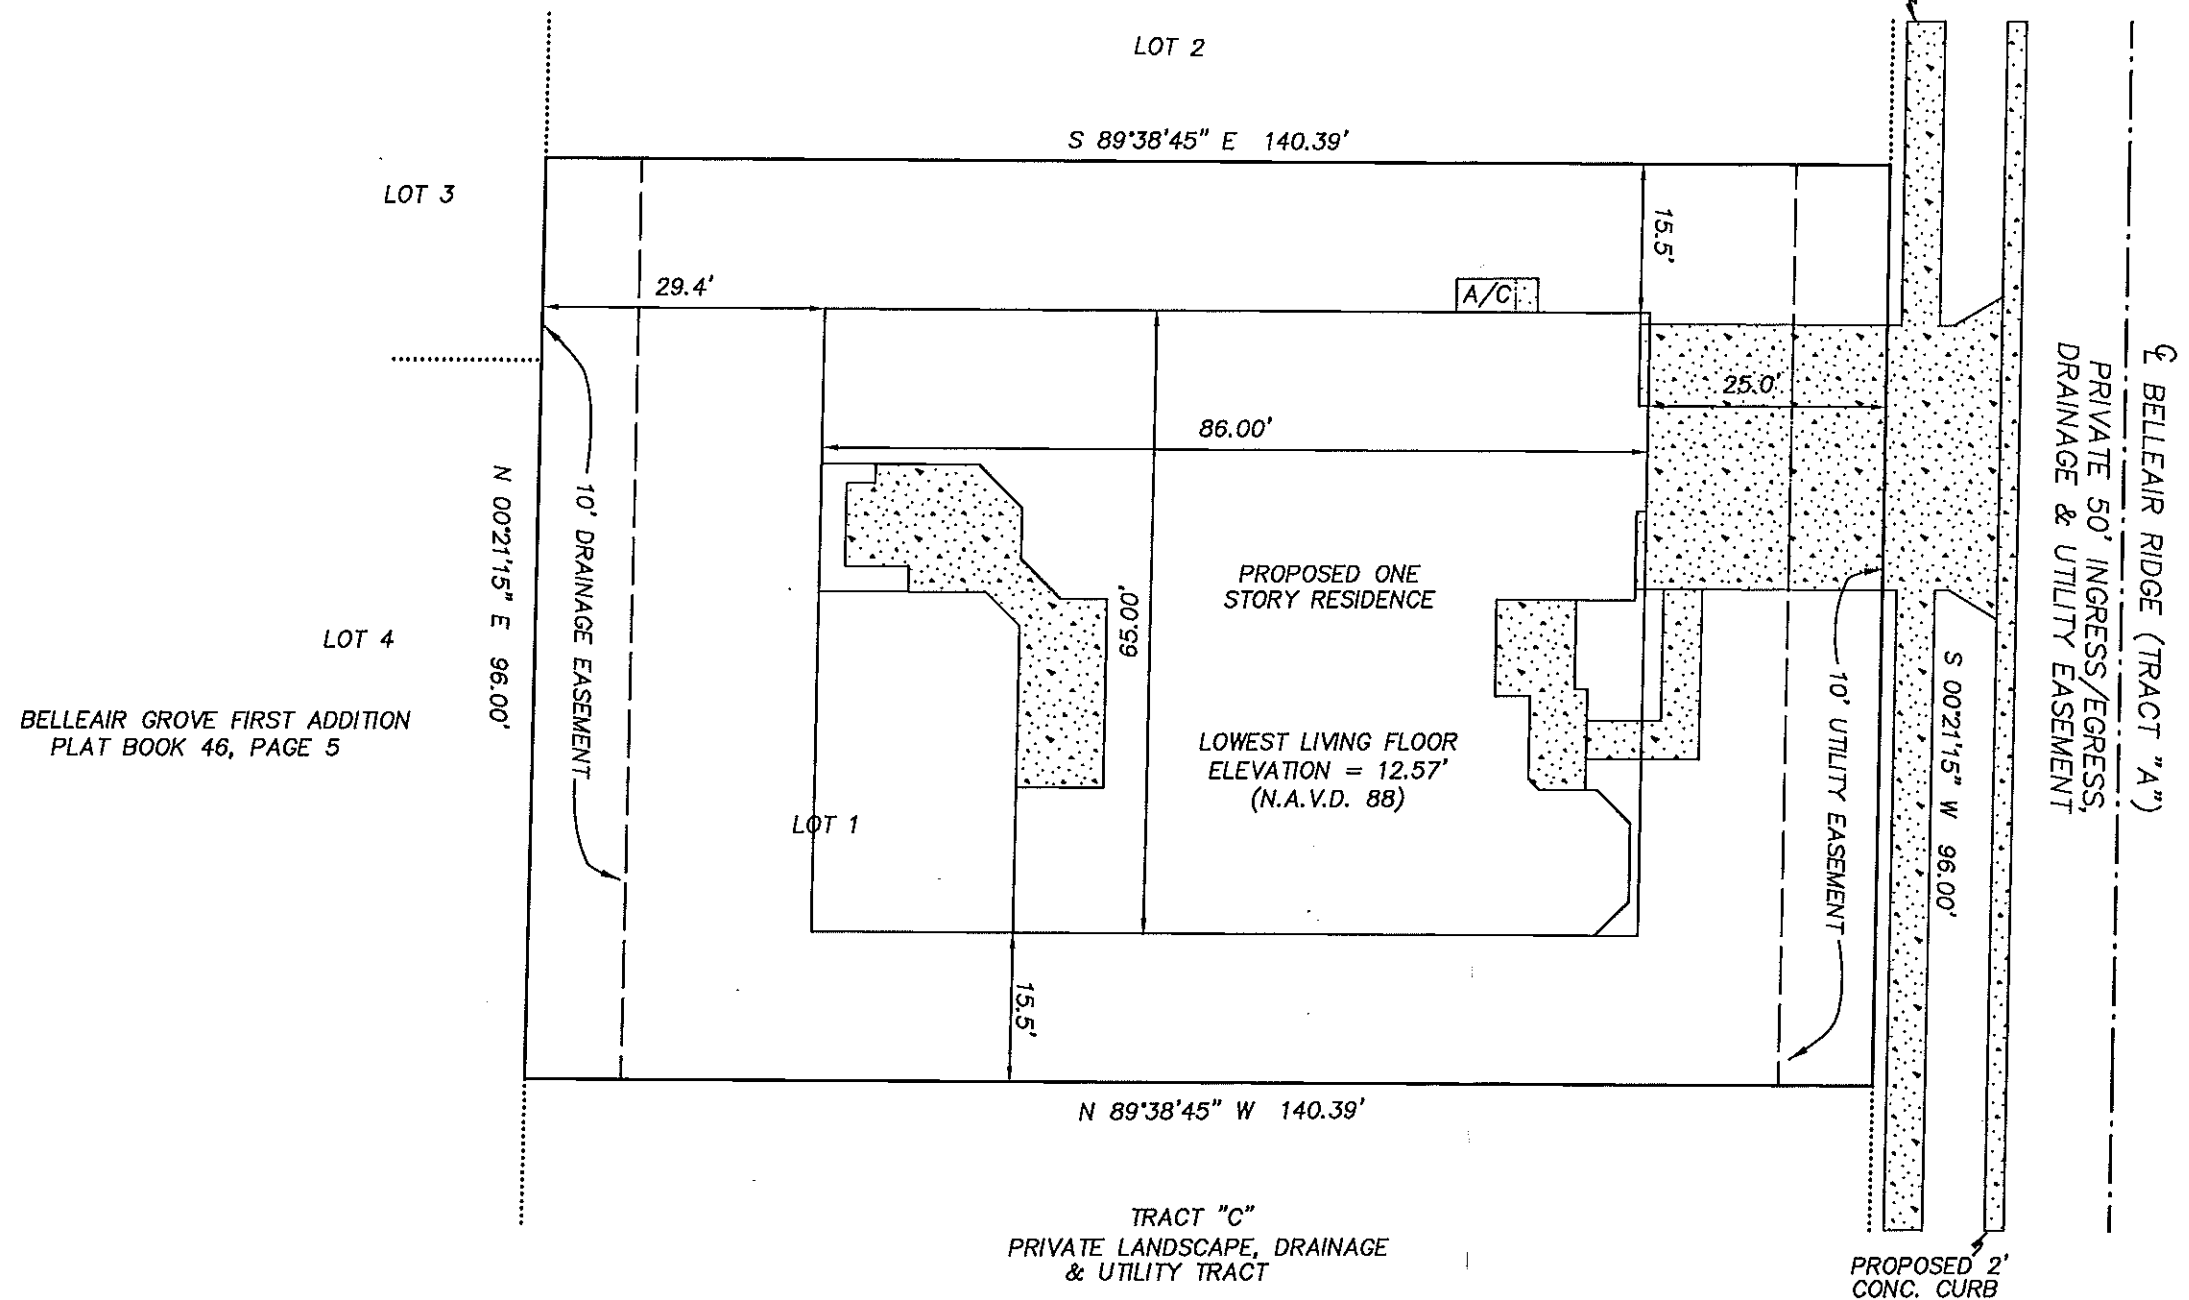 LOT 2
S 89°38'45" E 140.39'
LOT 3
15.5'
29.4'
A/C
25.0'
86.00'
℄ BELLEAIR RIDGE (TRACT "A")
PRIVATE 50' INGRESS/EGRESS,
DRAINAGE & UTILITY EASEMENT
N 00°21'15" E 96.00'
10' DRAINAGE EASEMENT
PROPOSED ONE
STORY RESIDENCE
65.00'
LOT 4
S 00°21'15" W 96.00'
10' UTILITY EASEMENT
BELLEAIR GROVE FIRST ADDITION
PLAT BOOK 46, PAGE 5
LOWEST LIVING FLOOR
ELEVATION = 12.57'
(N.A.V.D. 88)
LOT 1
15.5'
N 89°38'45" W 140.39'
TRACT "C"
PRIVATE LANDSCAPE, DRAINAGE
& UTILITY TRACT
PROPOSED 2'
CONC. CURB